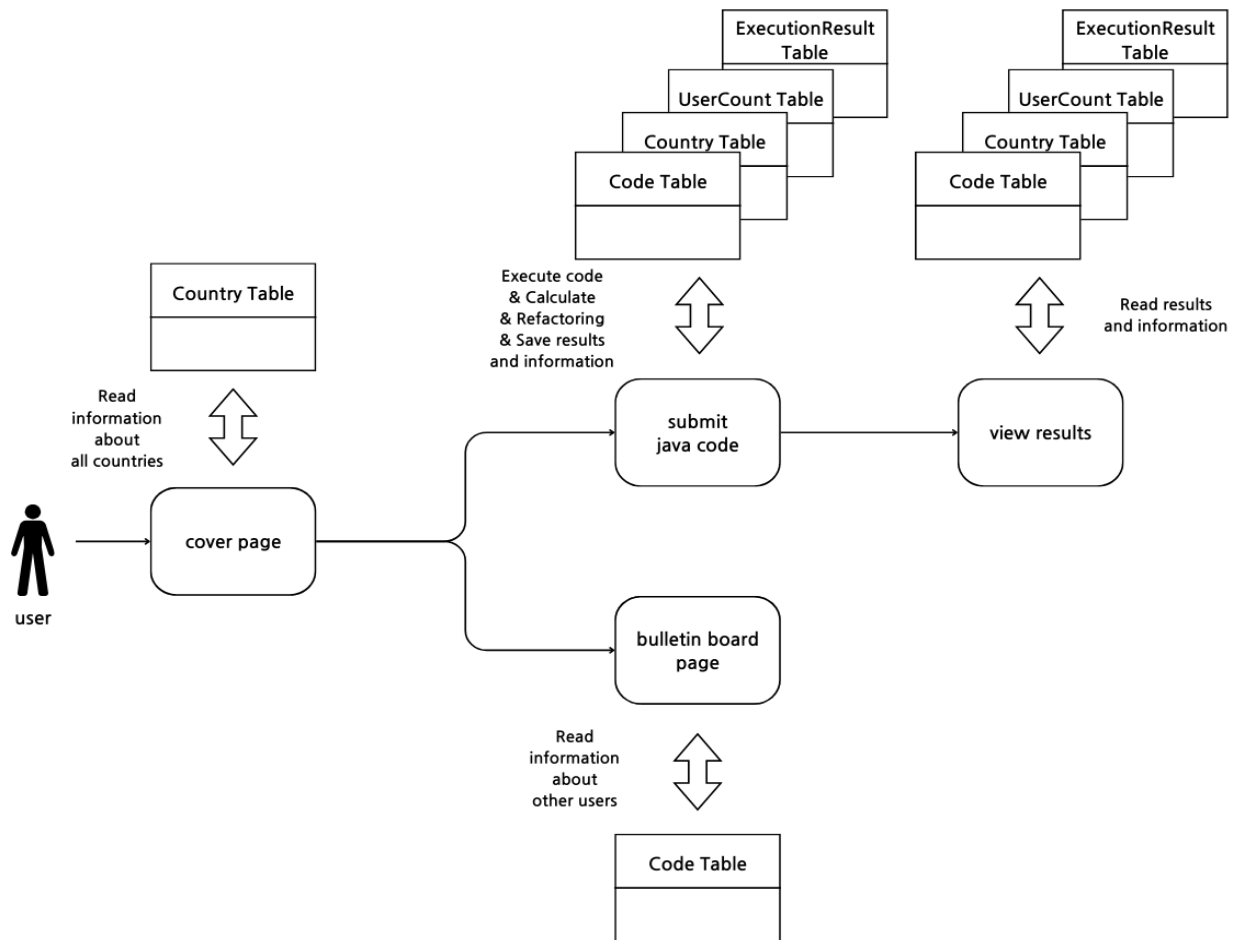 ExecutionResult
Table
UserCount Table
Country Table
Code Table
ExecutionResult
Table
UserCount Table
Country Table
Code Table
Execute code
& Calculate
& Refactoring
& Save results
and information
Read results
and information
Country Table
Read
information
about
all countries
submit
java code
view results
cover page
user
bulletin board
page
Read
information
about
other users
Code Table